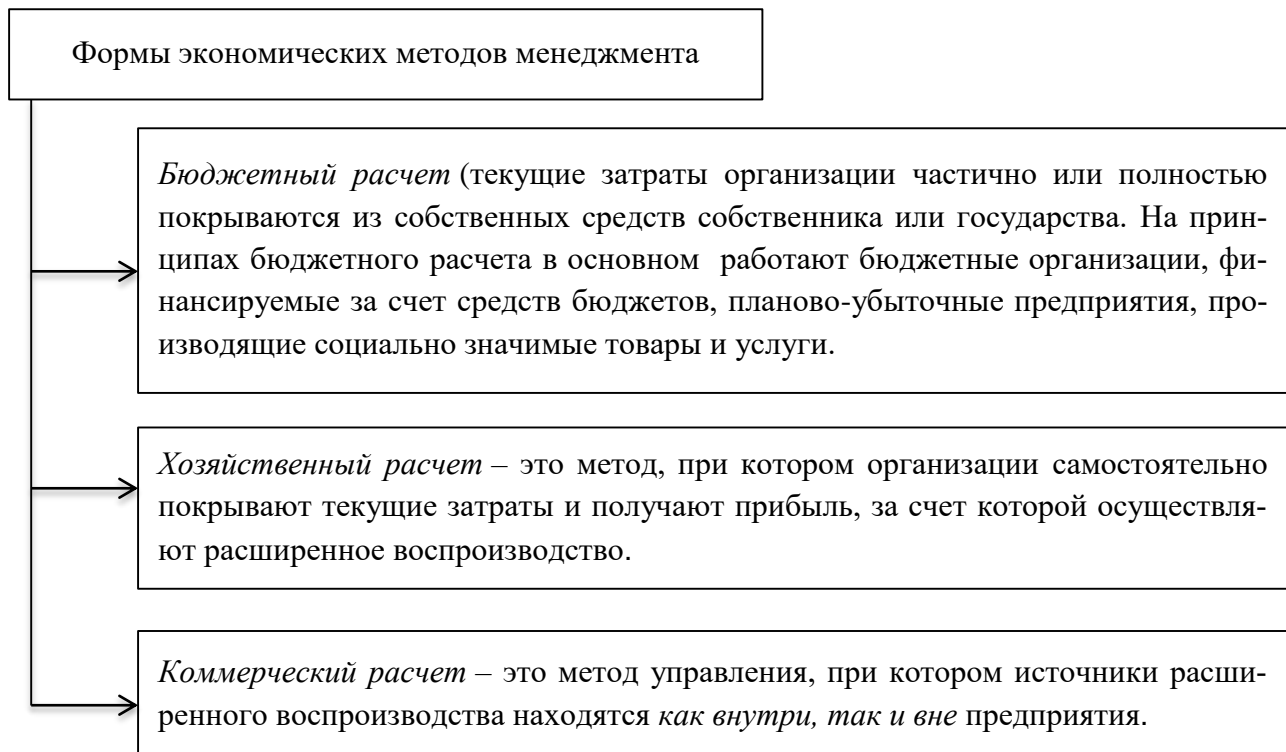 Формы экономических методов менеджмента
Бюджетный расчет (текущие затраты организации частично или полностью
покрываются из собственных средств собственника или государства. На прин-
ципах бюджетного расчета в основном работают бюджетные организации, фи-
нансируемые за счет средств бюджетов, планово-убыточные предприятия, про-
изводящие социально значимые товары и услуги.
Хозяйственный расчет – это метод, при котором организации самостоятельно
покрывают текущие затраты и получают прибыль, за счет которой осуществля-
ют расширенное воспроизводство.
Коммерческий расчет – это метод управления, при котором источники расши-
ренного воспроизводства находятся как внутри, так и вне предприятия.